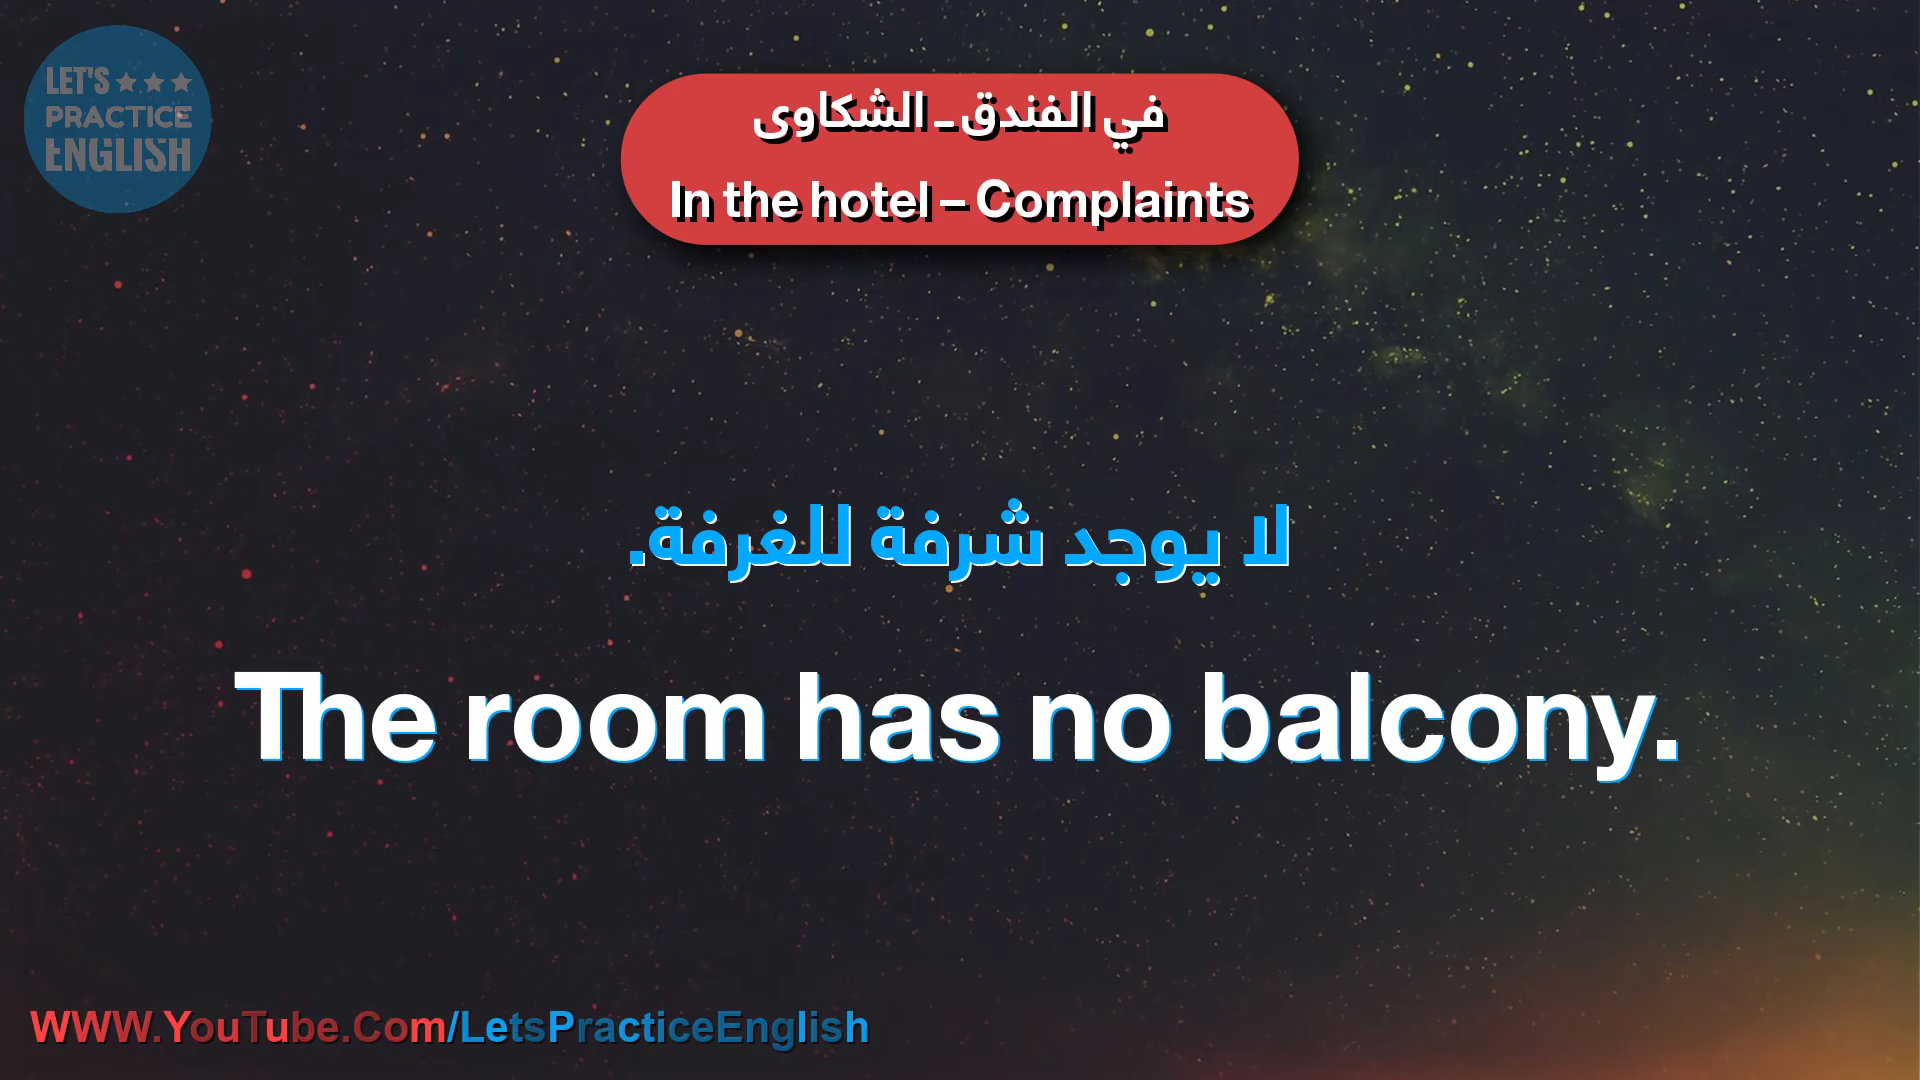 LET'S
PRACTICE
ENGLISH
في الفندق - الشكاوى
In the hotel – Complaints
لا يوجد شرفة للغرفة.
The room has no balcony.
WWW.YouTube.Com/LetsPracticeEnglish